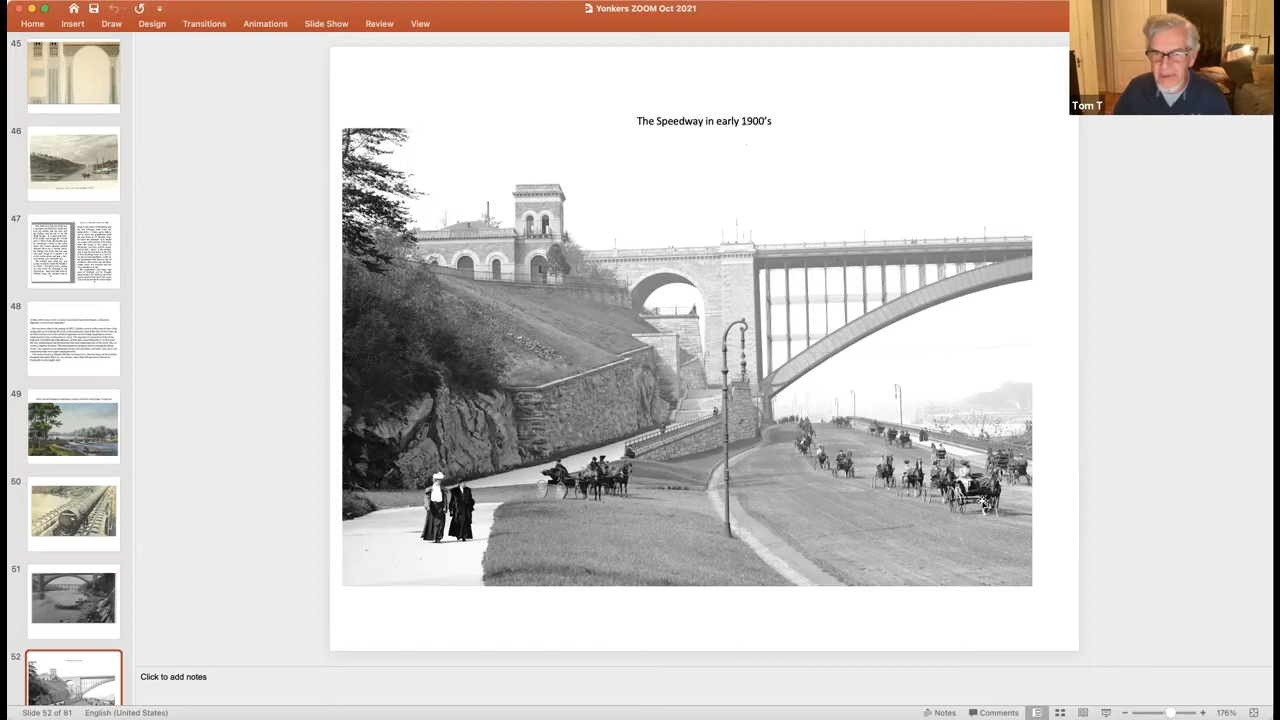 Yonkers ZOOM Oct 2021
Home Insert Draw Design Transitions Animations Slide Show Review View
Tom T
45
The Speedway in early 1900's
46
47
48
49
50
51
52
Click to add notes
Slide 52 of 81 English (United States) Notes Comments 176%